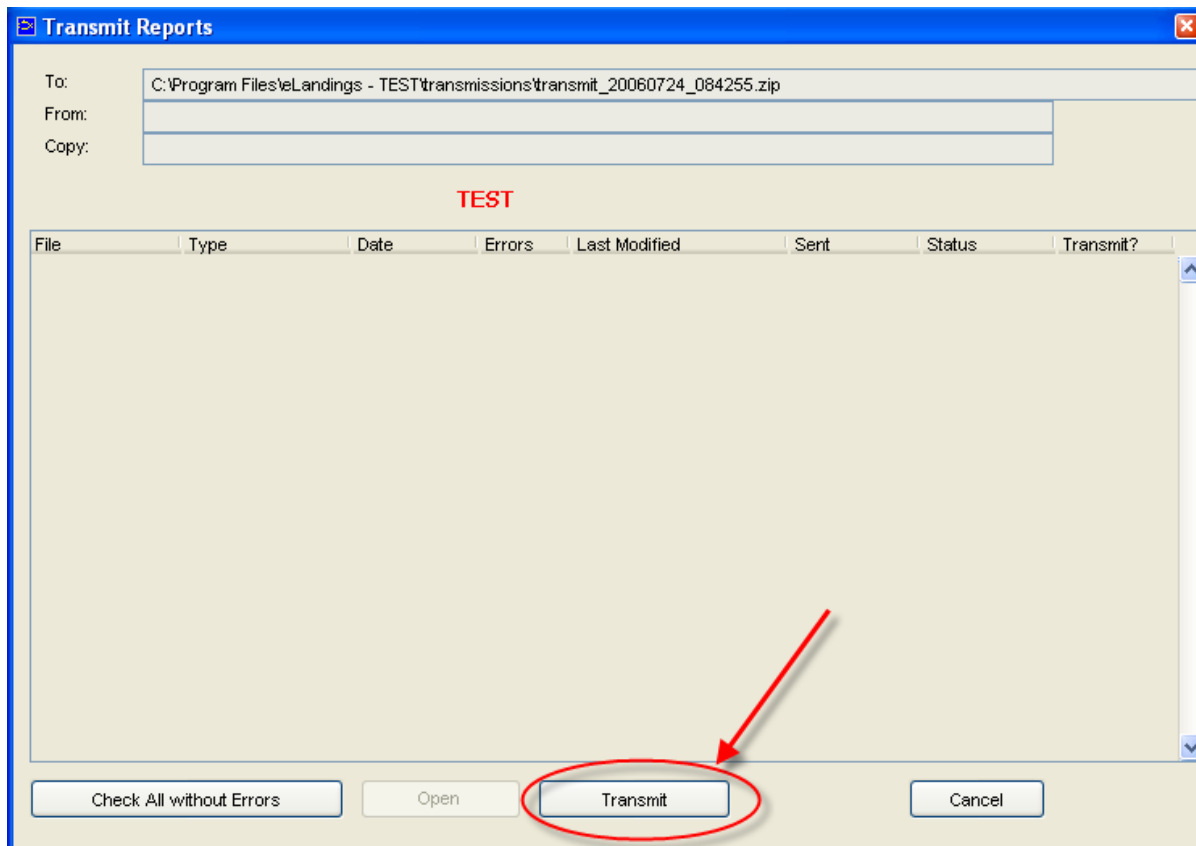 Transmit Reports
To: C:\Program Files\eLandings - TEST\transmissions\transmit_20060724_084255.zip
From:
Copy:
TEST
File Type Date Errors Last Modified Sent Status Transmit?
Check All without Errors Open Transmit Cancel